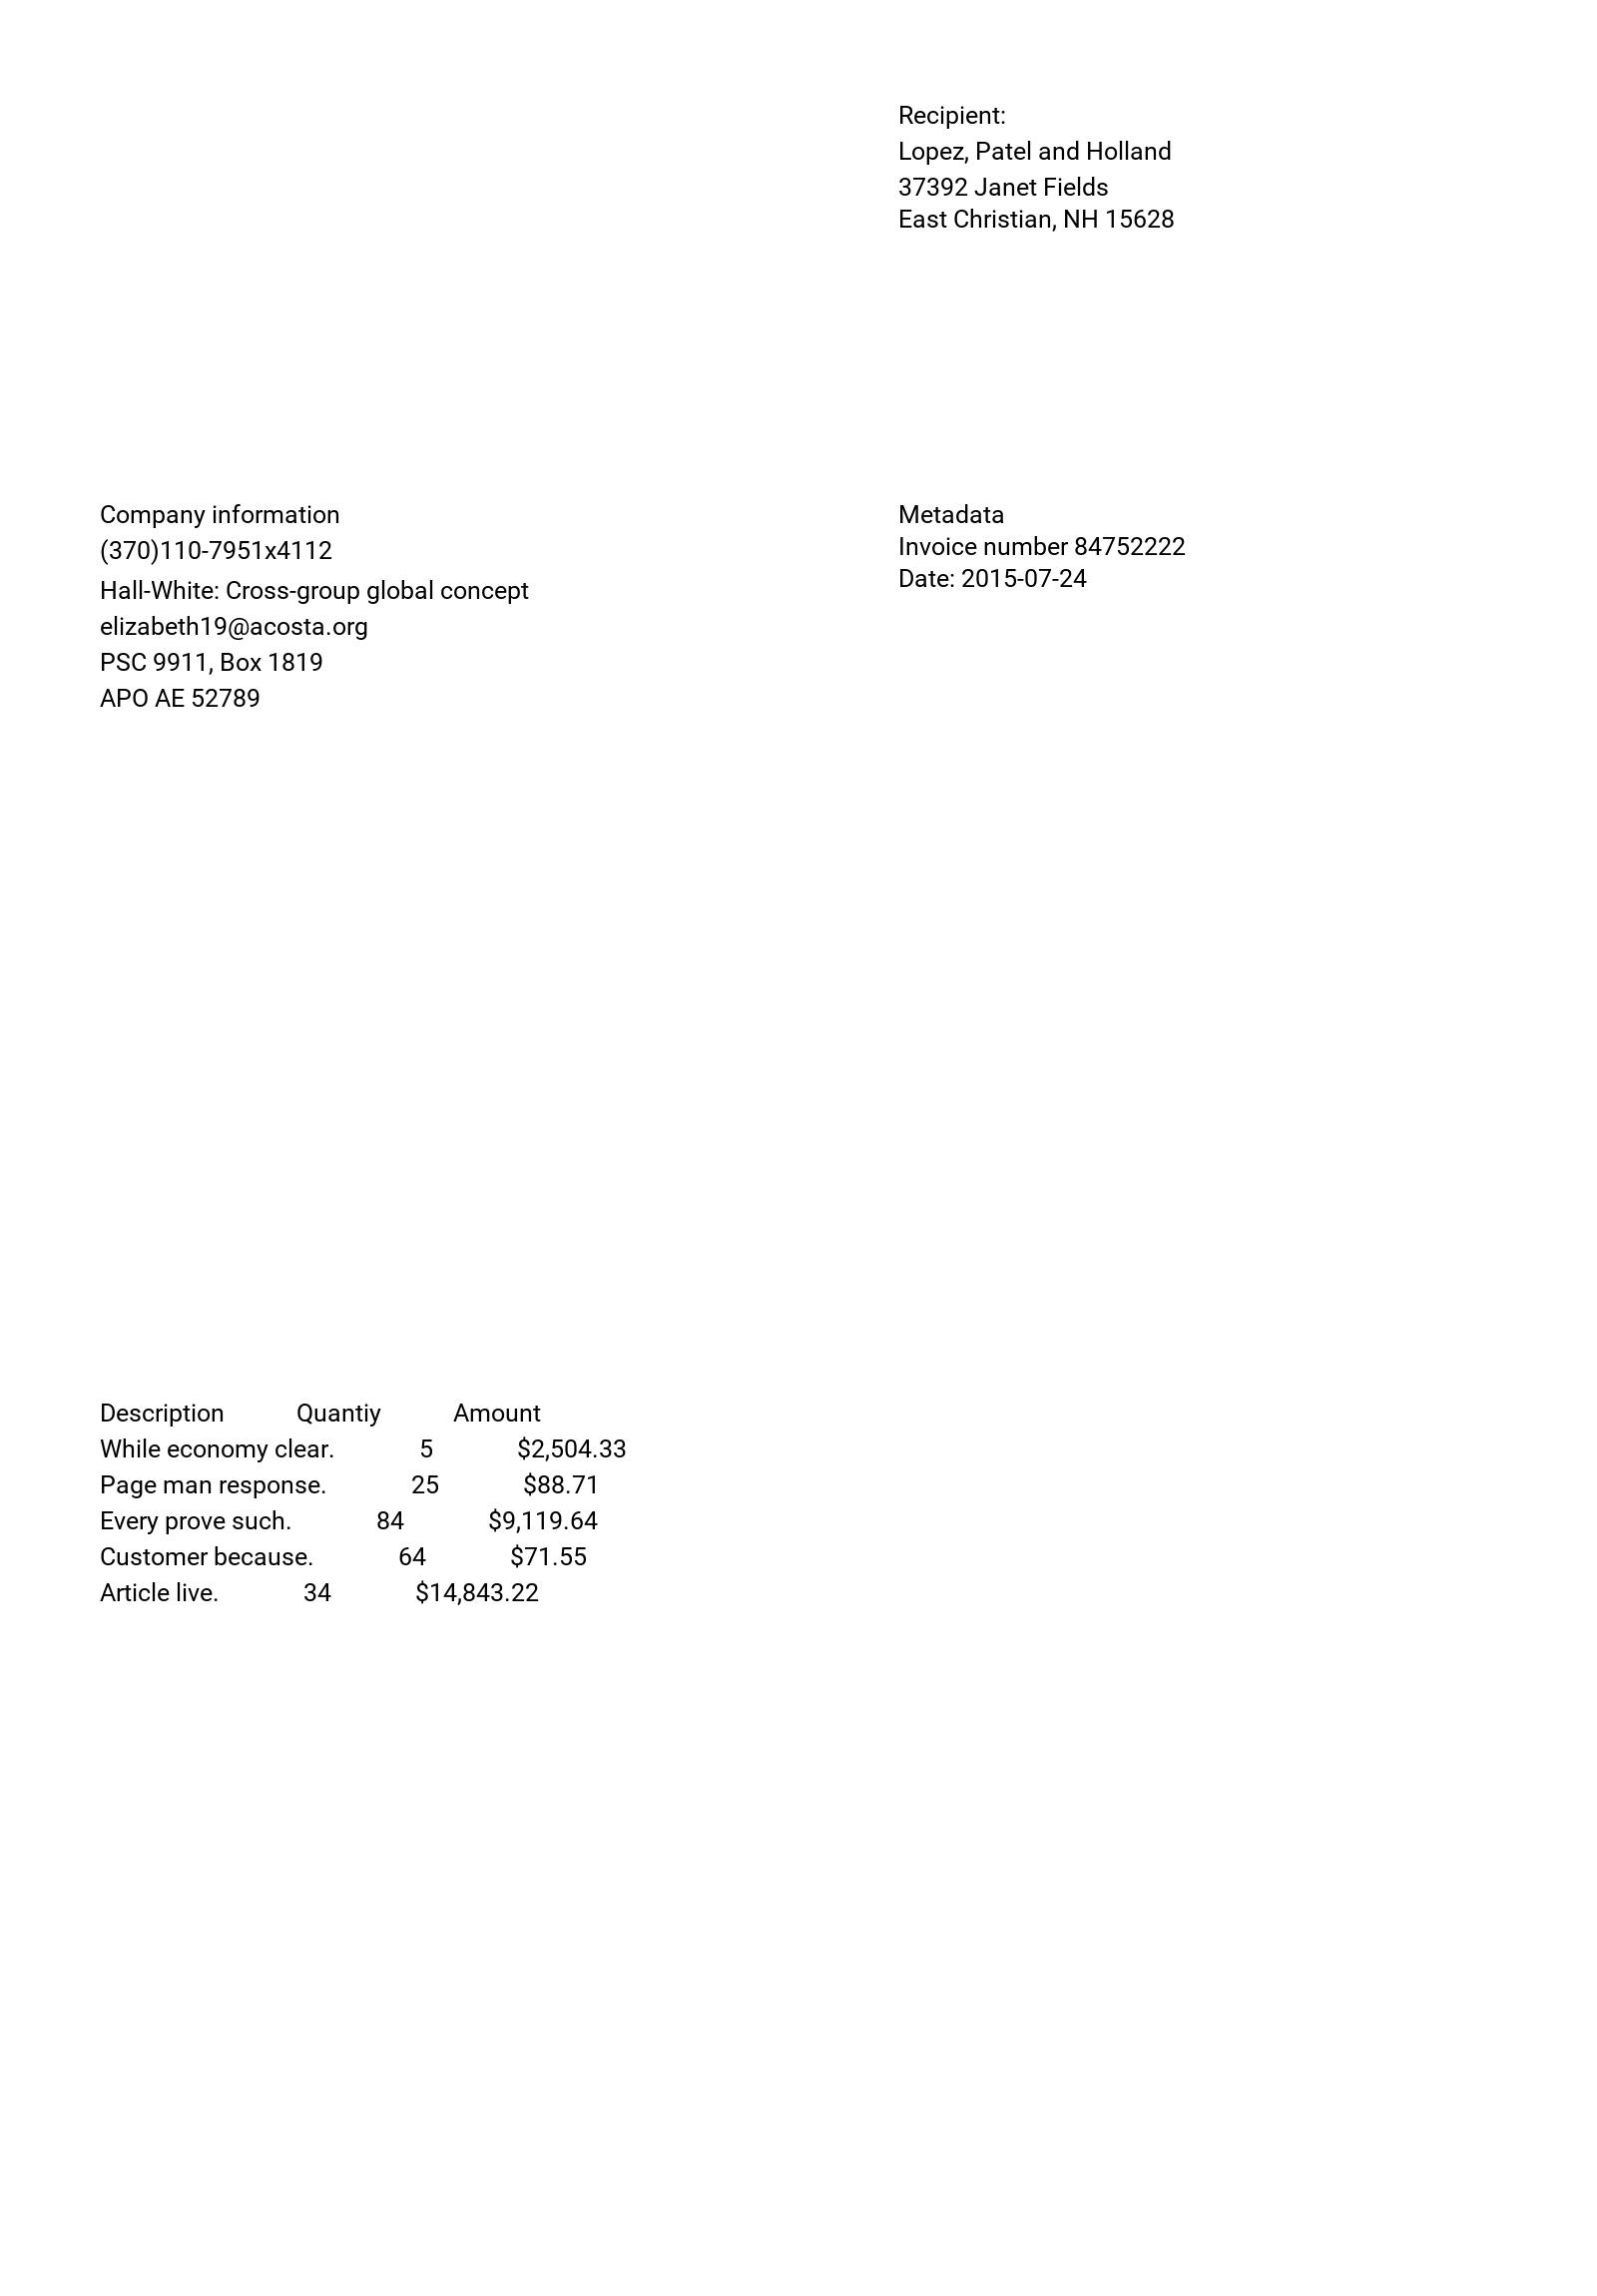 Recipient:
Lopez, Patel and Holland
37392 Janet Fields
East Christian, NH 15628
Company information
(370)110-7951x4112
Hall-White: Cross-group global concept
elizabeth19@acosta.org
PSC 9911, Box 1819
APO AE 52789
Metadata
Invoice number 84752222
Date: 2015-07-24
Description Quantiy Amount
While economy clear. 5 $2,504.33
Page man response. 25 $88.71
Every prove such. 84 $9,119.64
Customer because. 64 $71.55
Article live. 34 $14,843.22